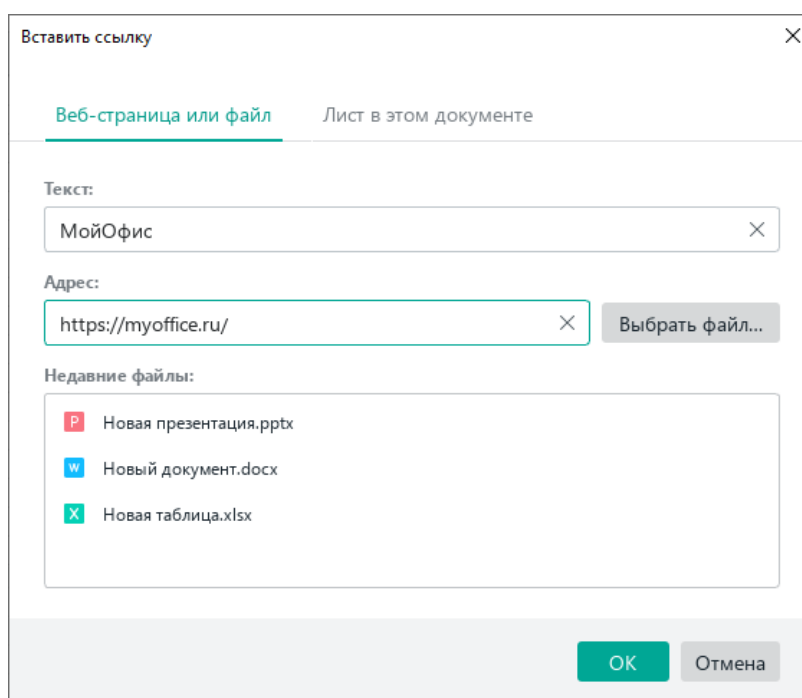 Вставить ссылку
Веб-страница или файл Лист в этом документе
Текст:
МойОфис
Адрес:
https://myoffice.ru/ Выбрать файл...
Недавние файлы:
P Новая презентация.pptx
W Новый документ.docx
X Новая таблица.xlsx
OK Отмена